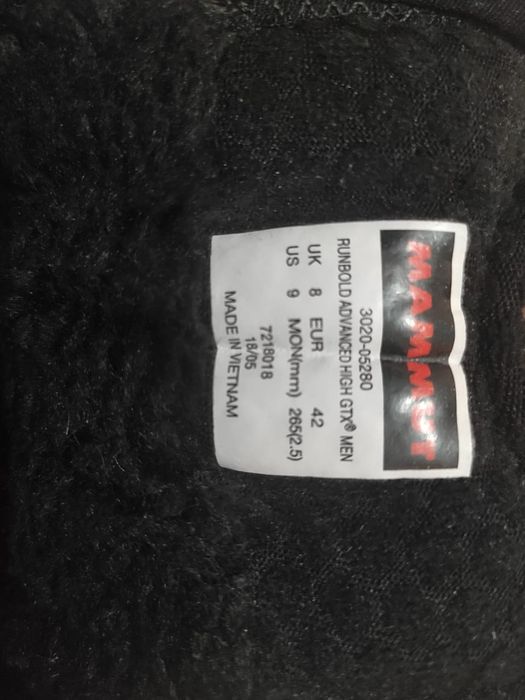 MAMMUT
3020-05280
RUNBOLD ADVANCED HIGH GTX® MEN
UK 8 EUR 42
US 9 MON(mm) 265(2.5)
7218018
18/05
MADE IN VIETNAM